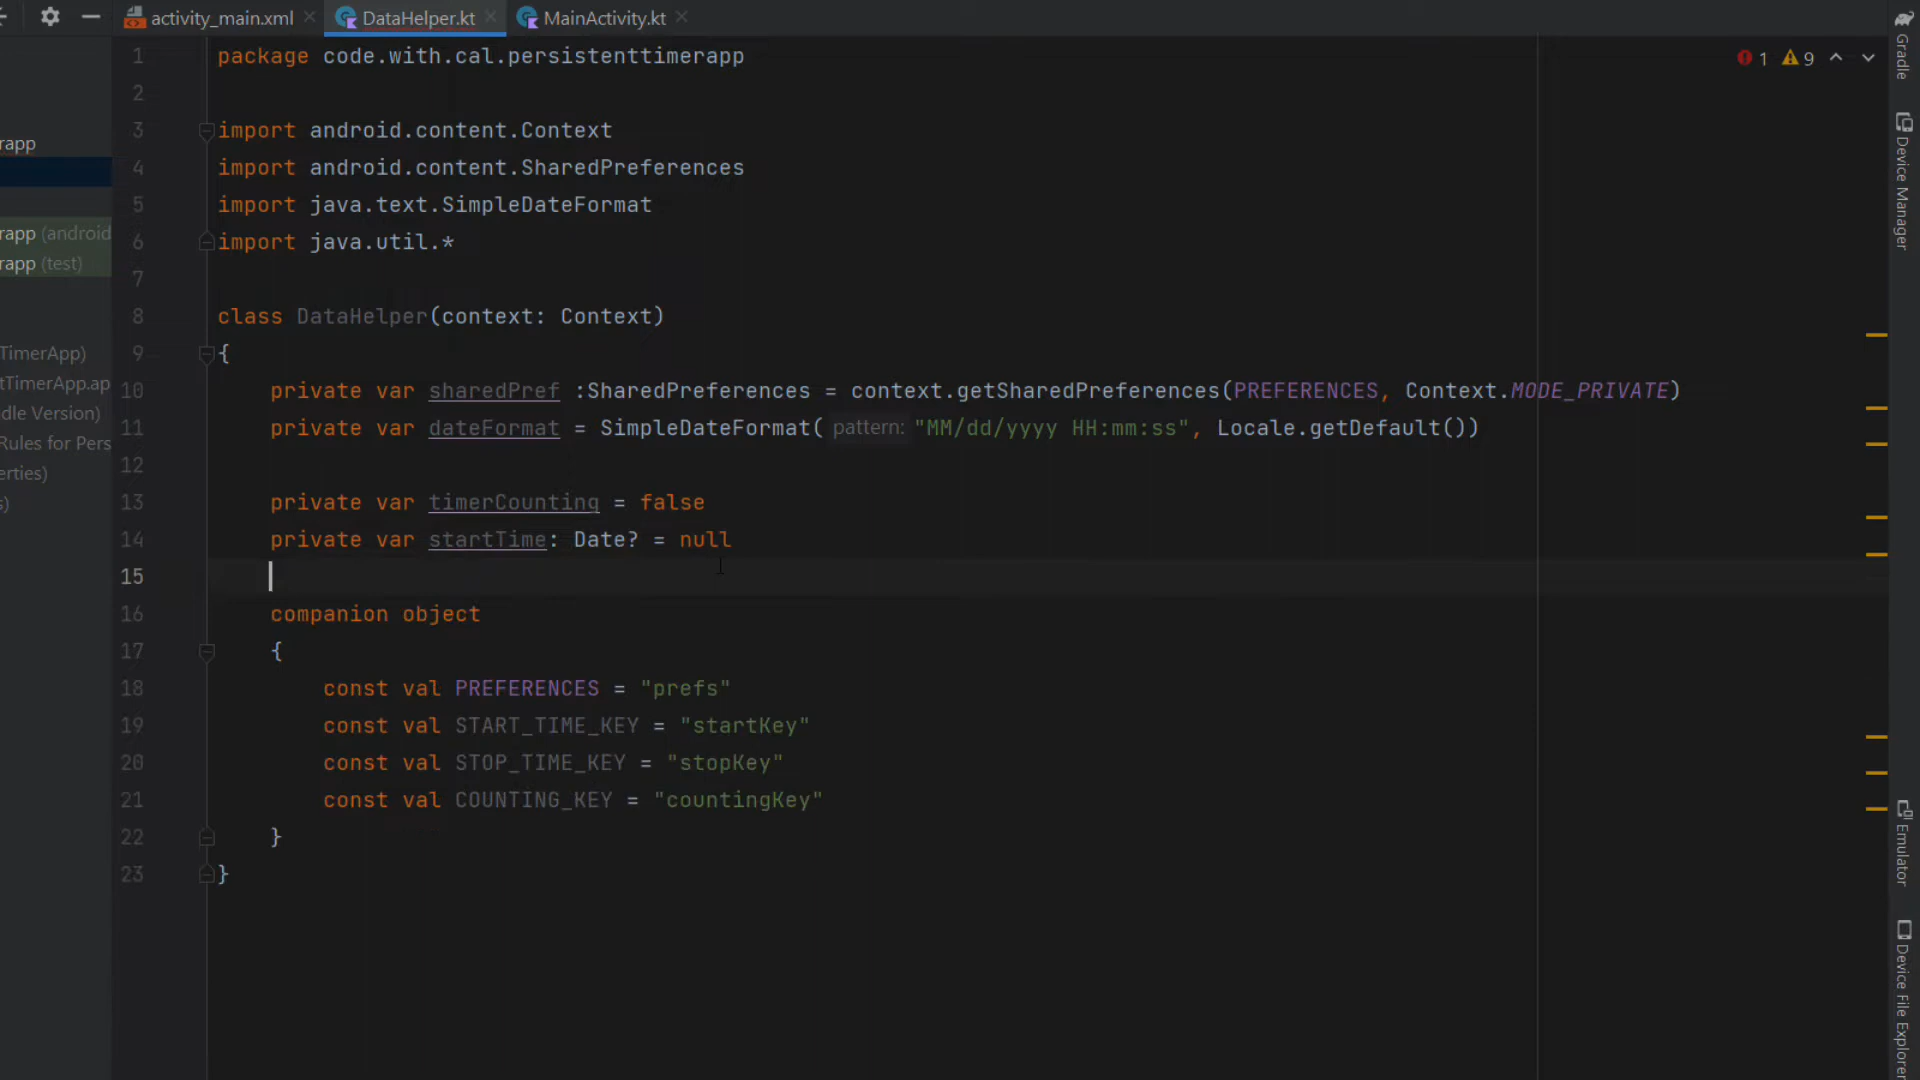 activity_main.xml DataHelper.kt MainActivity.kt
1 package code.with.cal.persistenttimerapp
1 9
2
3 import android.content.Context
4 import android.content.SharedPreferences
5 import java.text.SimpleDateFormat
6 import java.util.*
7
8 class DataHelper(context: Context)
9 {
10 private var sharedPref :SharedPreferences = context.getSharedPreferences(PREFERENCES, Context.MODE_PRIVATE)
11 private var dateFormat = SimpleDateFormat( pattern: "MM/dd/yyyy HH:mm:ss", Locale.getDefault())
12
13 private var timerCounting = false
14 private var startTime: Date? = null
15
16 companion object
17 {
18 const val PREFERENCES = "prefs"
19 const val START_TIME_KEY = "startKey"
20 const val STOP_TIME_KEY = "stopKey"
21 const val COUNTING_KEY = "countingKey"
22 }
23 }
rapp
rapp (android
rapp (test)
TimerApp)
tTimerApp.ap
dle Version)
Rules for Pers
erties)
s)
Gradle
Device Manager
Emulator
Device File Explorer